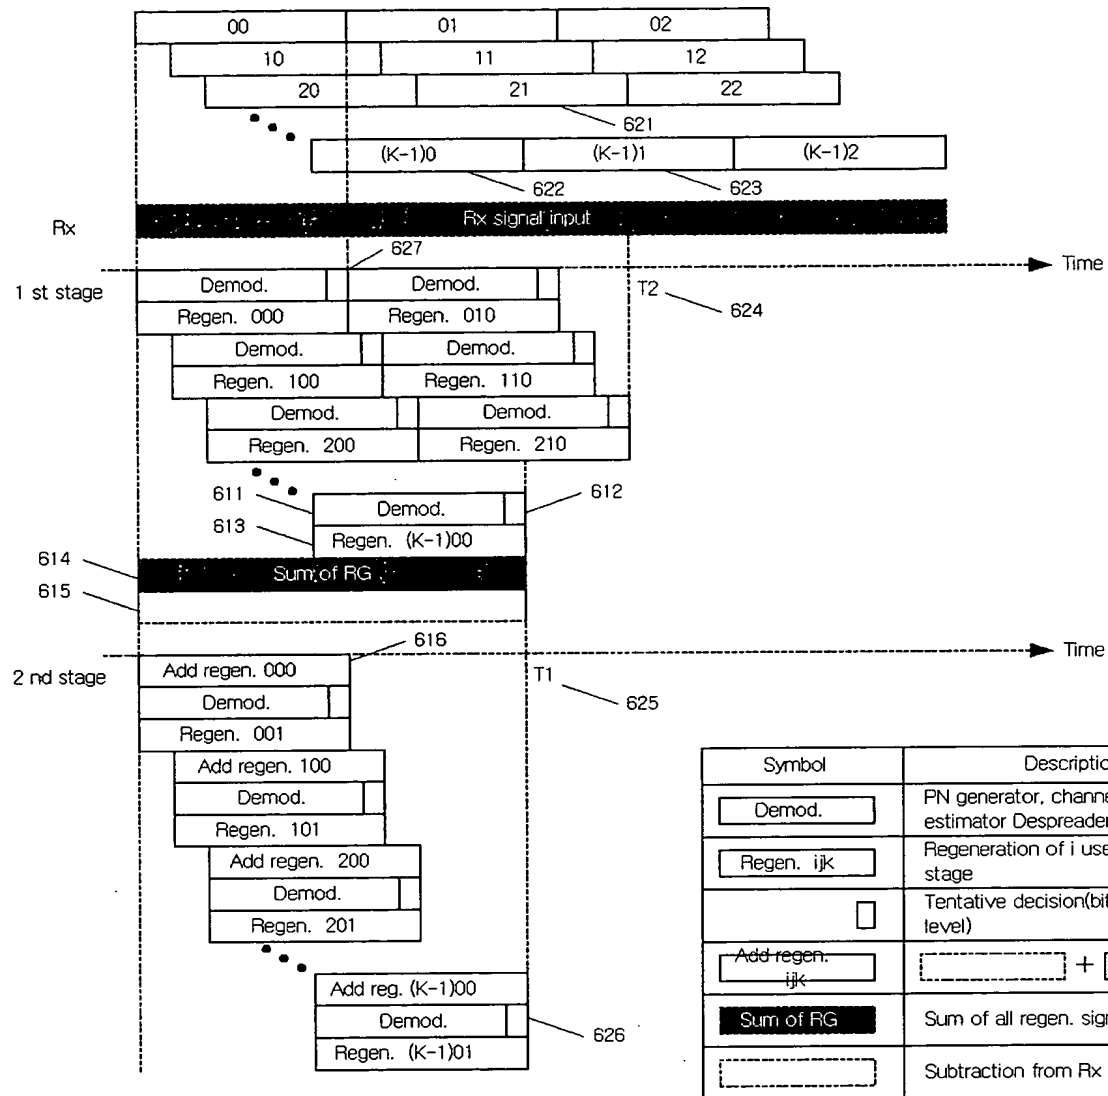 00 01 02
10 11 12
20 21 22
621
(K-1)0 (K-1)1 (K-1)2
622 623
Rx Rx signal input
627
Time
1 st stage Demod. Demod.
T2
624
Regen. 000 Regen. 010
Demod. Demod.
Regen. 100 Regen. 110
Demod. Demod.
Regen. 200 Regen. 210
611 Demod. 612
613 Regen. (K-1)00
614 Sum of RG
615
616
Time
2 nd stage Add regen. 000
T1
625
Demod.
Regen. 001
Add regen. 100
Demod.
Regen. 101
Add regen. 200
Demod.
Regen. 201
Add reg. (K-1)00
Demod.
626
Regen. (K-1)01
Symbol
Demod. PN generator,
estimator
Regen. ijk Regeneration of i
stage
Tentative
level)
Add regen.
ijk
+
Sum of RG Sum of all regen.
Subtraction from Rx